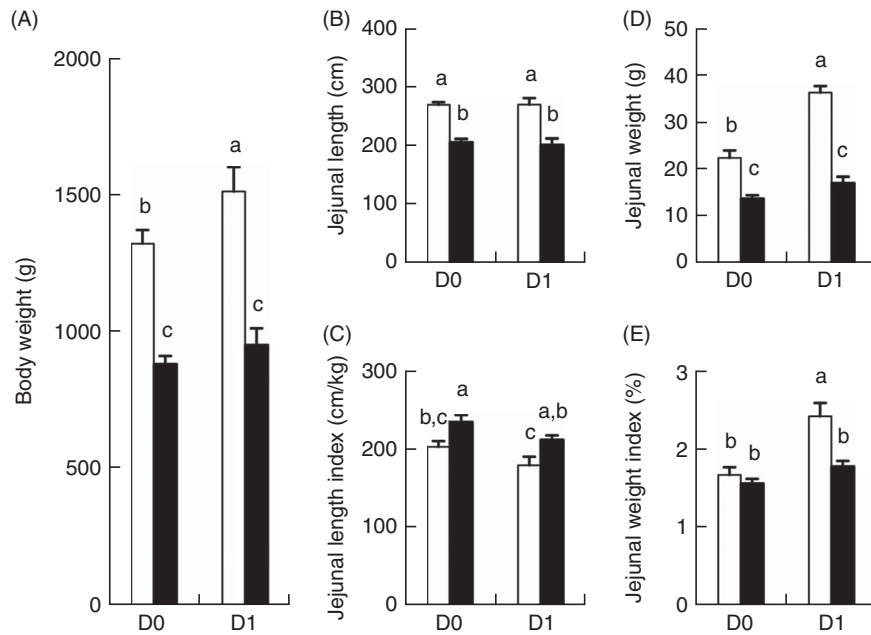 (A)
Body weight (g)
2000
1500
1000
500
0
b
c
a
c
D0
D1
(B)
Jejunal length (cm)
400
300
200
100
0
a
b
a
b
D0
D1
(C)
Jejunal length index (cm/kg)
300
200
100
0
b,c
a
c
a,b
D0
D1
(D)
Jejunal weight (g)
50
40
30
20
10
0
b
c
a
c
D0
D1
(E)
Jejunal weight index (%)
3
2
1
0
b
b
a
b
D0
D1